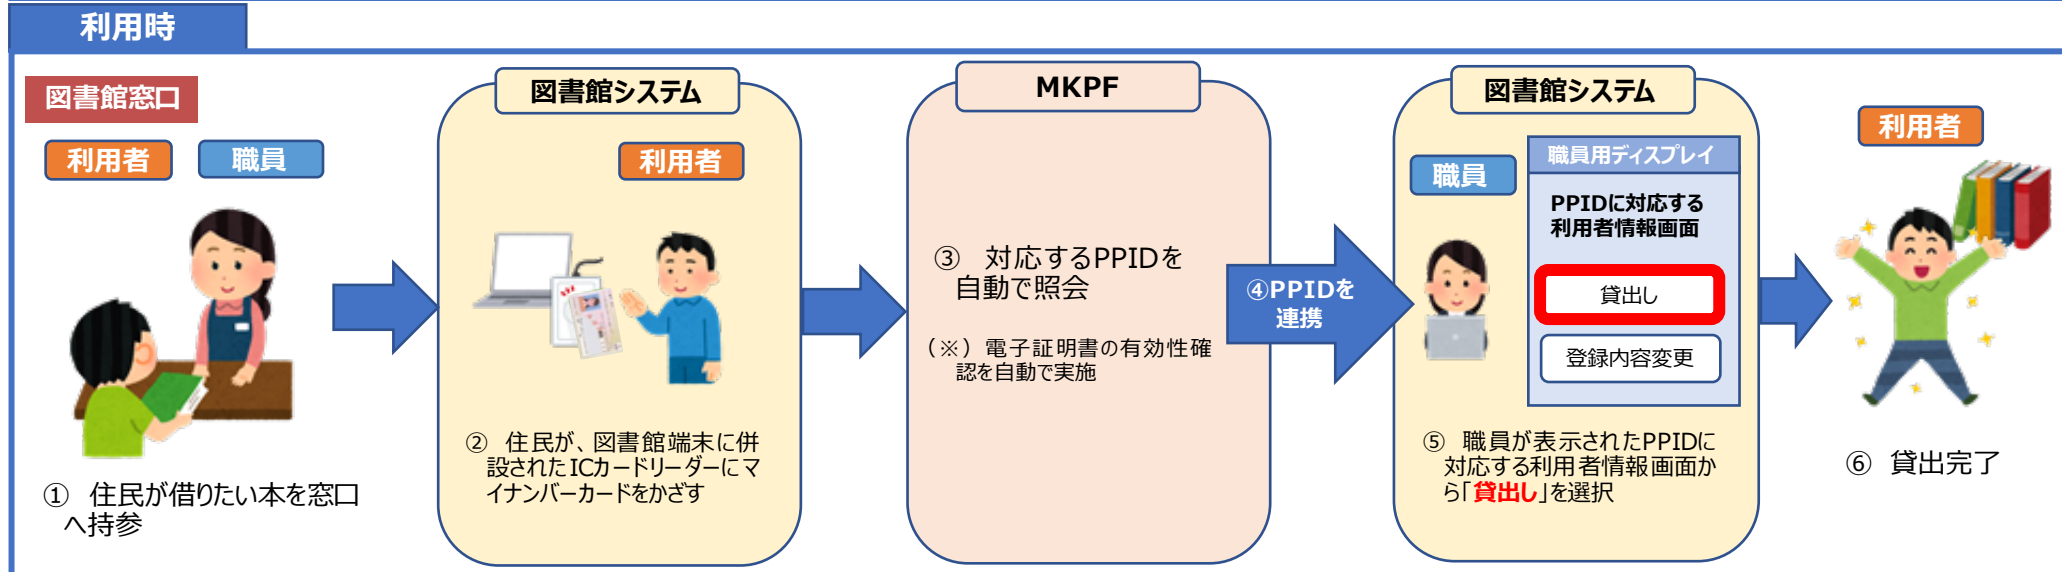 利用時
図書館窓口
利用者
職員
① 住民が借りたい本を窓口
へ持参
図書館システム
利用者
② 住民が、図書館端末に併
設されたICカードリーダーにマ
イナンバーカードをかざす
MKPF
③ 対応するPPIDを
自動で照会
（※）電子証明書の有効性確
認を自動で実施
④PPIDを
連携
図書館システム
職員
職員用ディスプレイ
PPIDに対応する
利用者情報画面
貸出し
登録内容変更
⑤ 職員が表示されたPPIDに
対応する利用者情報画面か
ら「貸出し」を選択
利用者
⑥ 貸出完了